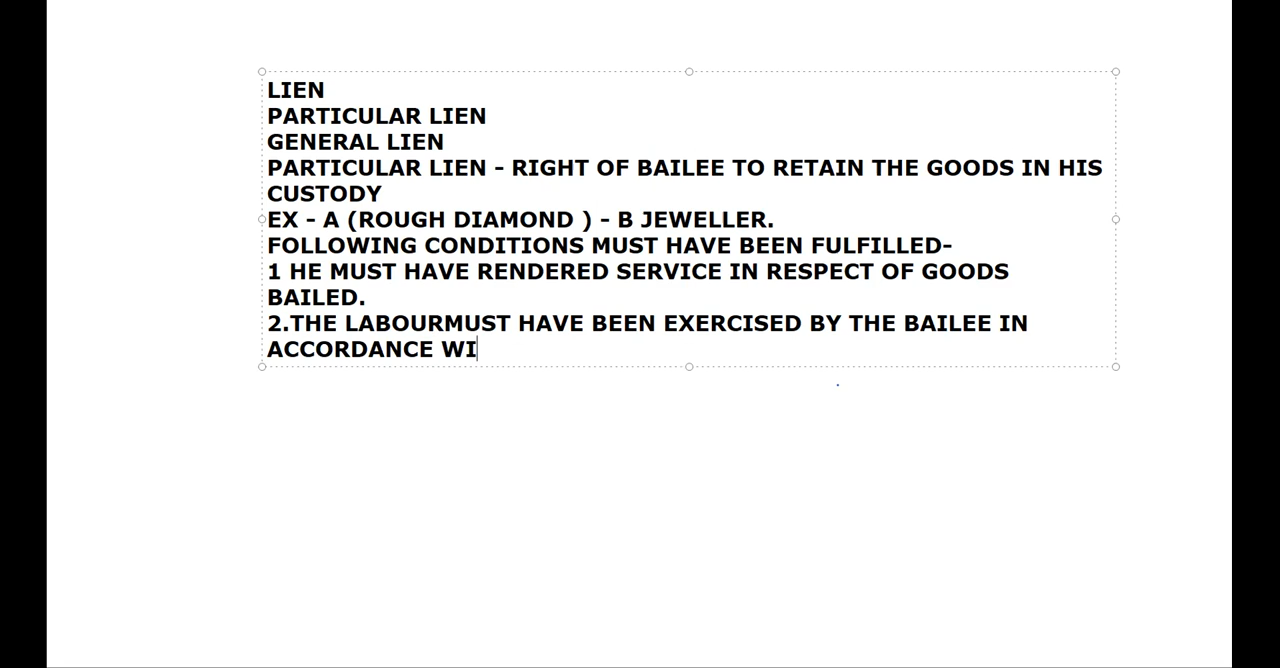 LIEN
PARTICULAR LIEN
GENERAL LIEN
PARTICULAR LIEN - RIGHT OF BAILEE TO RETAIN THE GOODS IN HIS
CUSTODY
EX - A (ROUGH DIAMOND ) - B JEWELLER.
FOLLOWING CONDITIONS MUST HAVE BEEN FULFILLED-
1 HE MUST HAVE RENDERED SERVICE IN RESPECT OF GOODS
BAILED.
2.THE LABOURMUST HAVE BEEN EXERCISED BY THE BAILEE IN
ACCORDANCE WI